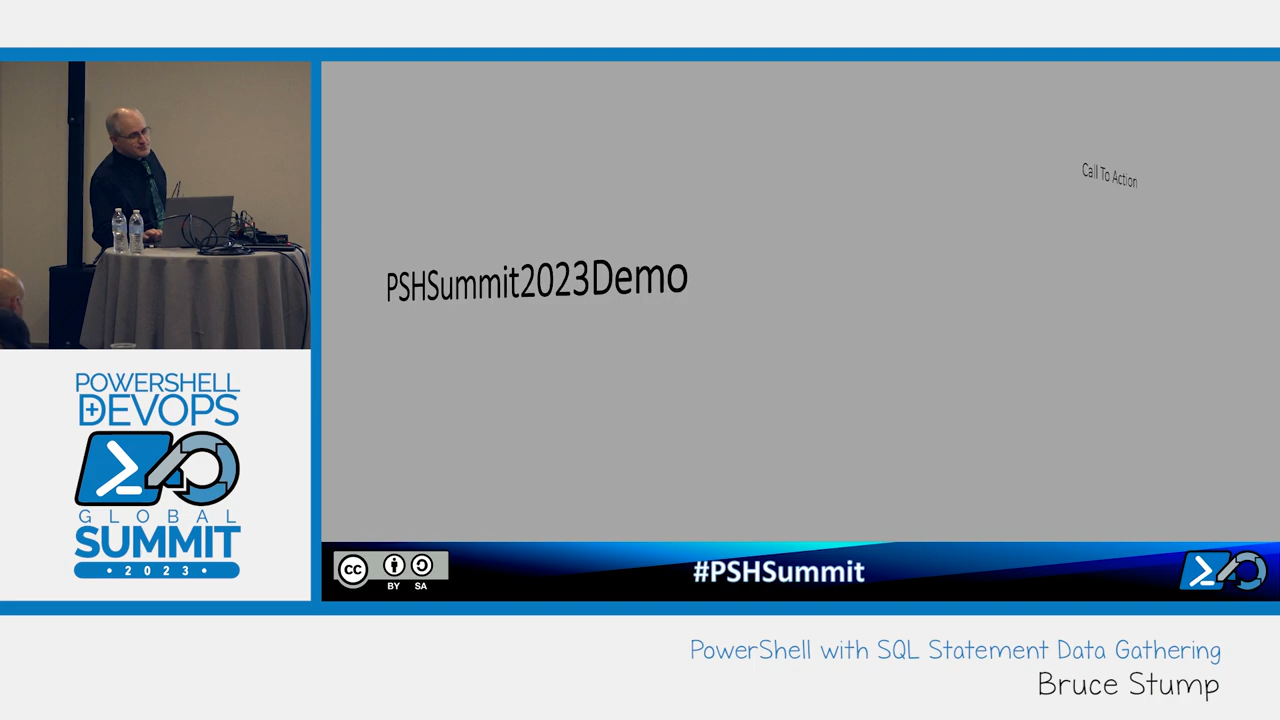 Call To Action
PSHSummit2023Demo
POWERSHELL
+DEVOPS
GLOBAL
SUMMIT
• 2023 •
cc
BY SA
#PSHSummit
PowerShell with SQL Statement Data Gathering
Bruce Stump